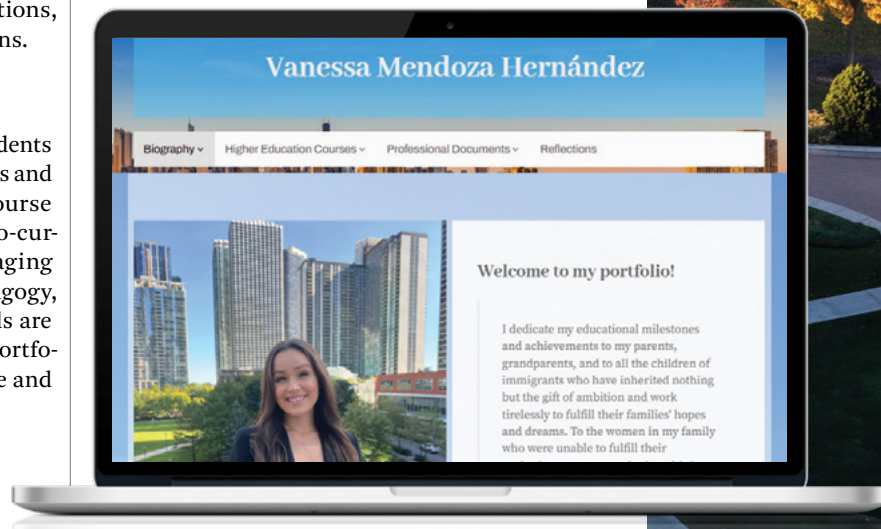 tions,
ns.
dents
s and
ourse
o-cur-
aging
gogy,
ls are
ortfo-
e and
Vanessa Mendoza Hernández
Biography Higher Education Courses Professional Documents Reflections
Welcome to my portfolio!
I dedicate my educational milestones
and achievements to my parents,
grandparents, and to all the children of
immigrants who have inherited nothing
but the gift of ambition and work
tirelessly to fulfill their families' hopes
and dreams. To the women in my family
who were unable to fulfill their